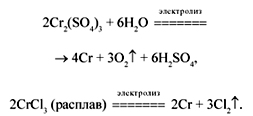 электролиз
2Cr₂(SO₄)₃ + 6H₂O =======
→ 4Cr + 3O₂↑ + 6H₂SO₄,
электролиз
2CrCl₃ (расплав) ======= 2Cr + 3Cl₂↑.